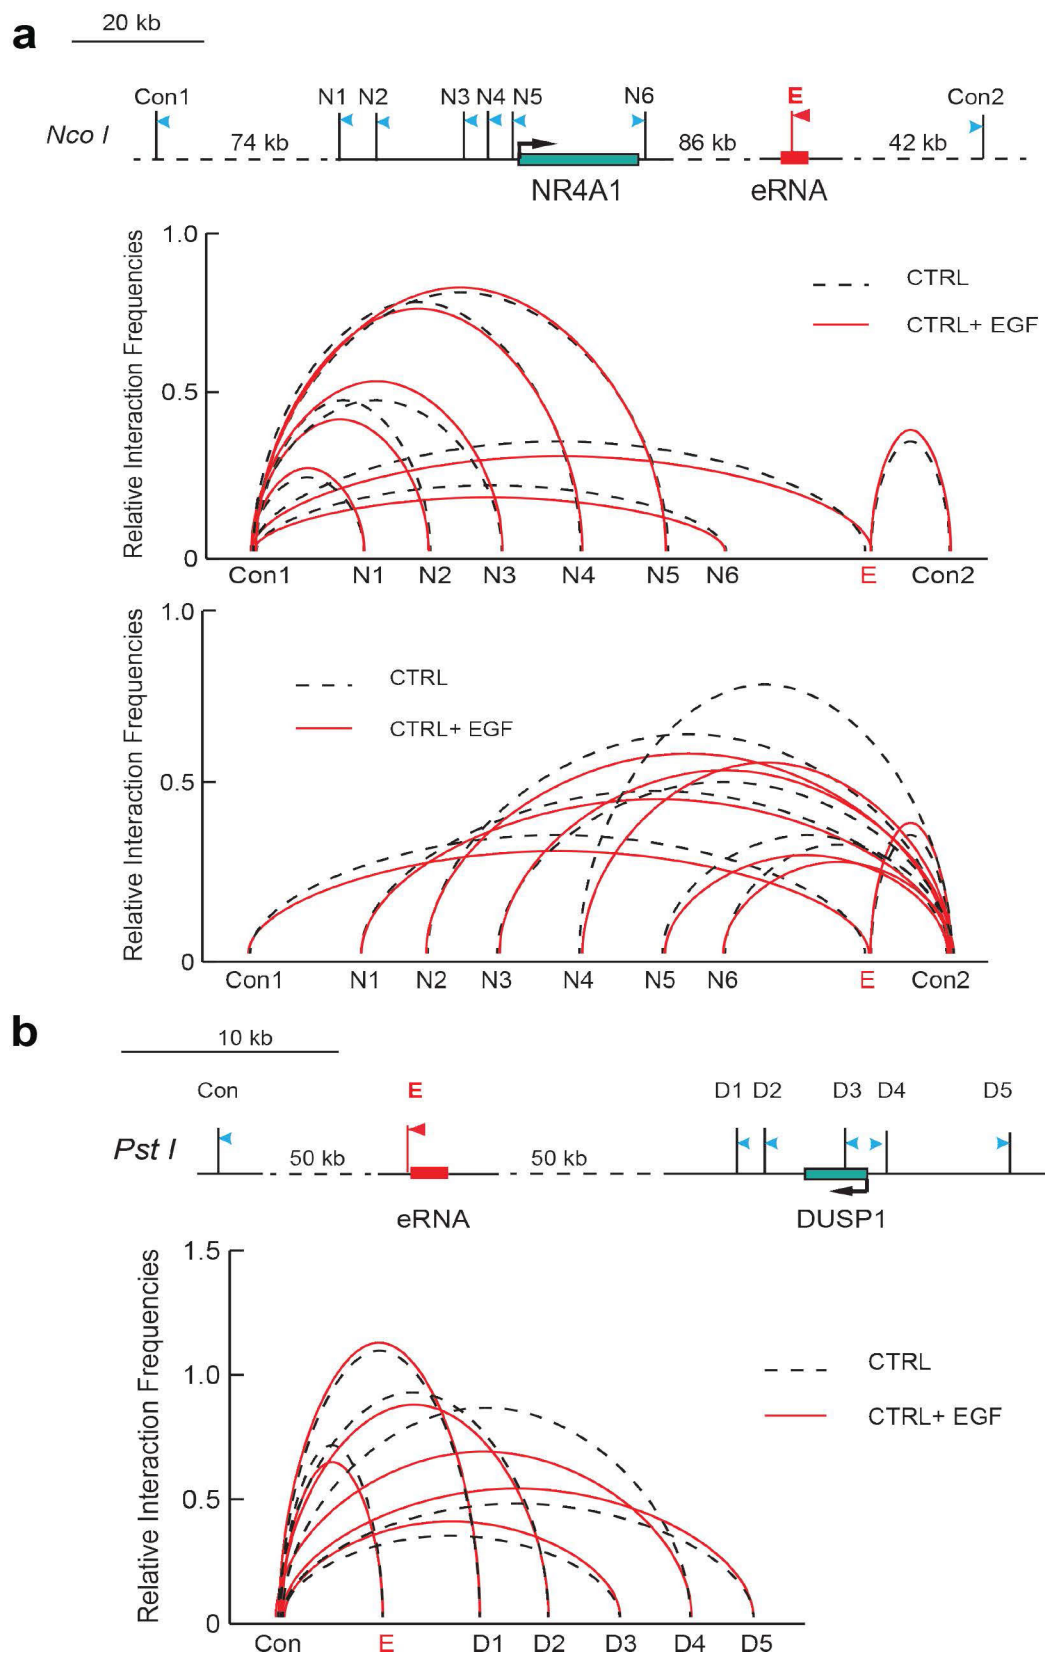 a
20 kb
Con1 N1 N2 N3 N4 N5 N6 E Con2
Nco I
74 kb 86 kb 42 kb
NR4A1 eRNA
Relative Interaction Frequencies
1.0
0.5
0
CTRL
CTRL+ EGF
Con1 N1 N2 N3 N4 N5 N6 E Con2
Relative Interaction Frequencies
1.0
0.5
0
CTRL
CTRL+ EGF
Con1 N1 N2 N3 N4 N5 N6 E Con2
b
10 kb
Con E D1 D2 D3 D4 D5
Pst I
50 kb 50 kb
eRNA DUSP1
Relative Interaction Frequencies
1.5
1.0
0.5
0
CTRL
CTRL+ EGF
Con E D1 D2 D3 D4 D5